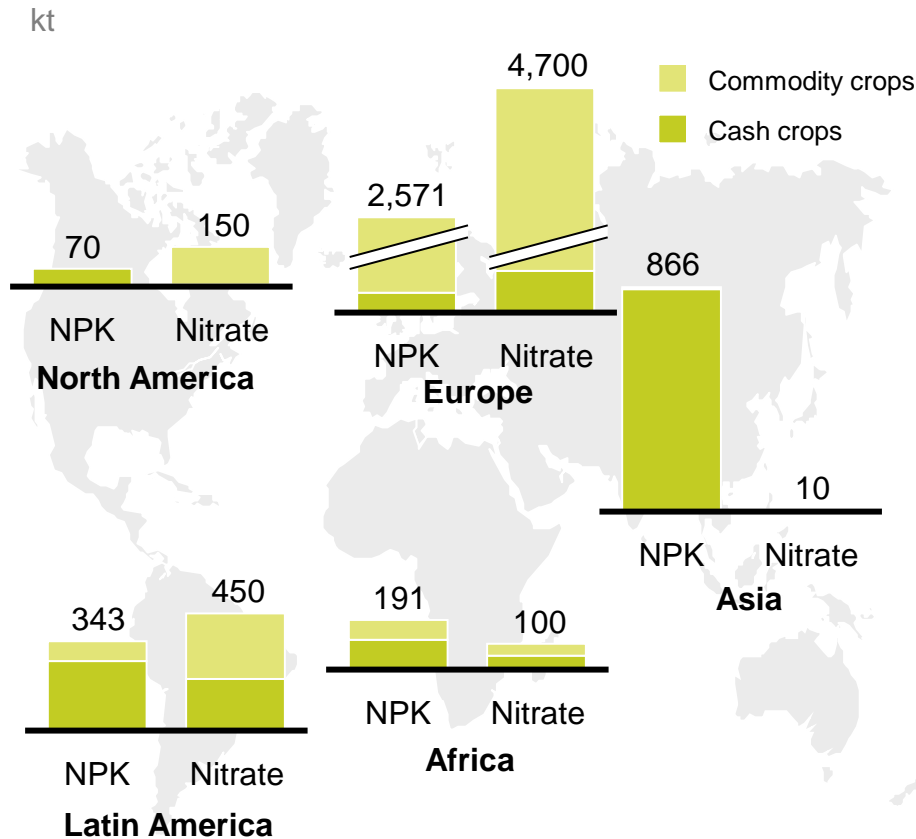 kt
Commodity crops
Cash crops
70
150
NPK
Nitrate
North America
2,571
4,700
NPK
Nitrate
Europe
866
10
NPK
Nitrate
Asia
343
450
NPK
Nitrate
Latin America
191
100
NPK
Nitrate
Africa